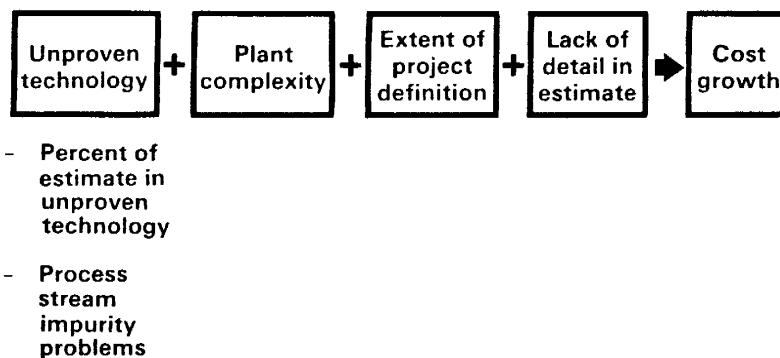 Unproven
technology
+
Plant
complexity
+
Extent of
project
definition
+
Lack of
detail in
estimate
Cost
growth
- Percent of
estimate in
unproven
technology
- Process
stream
impurity
problems